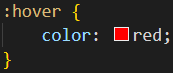 :hover {
    color: red;
}